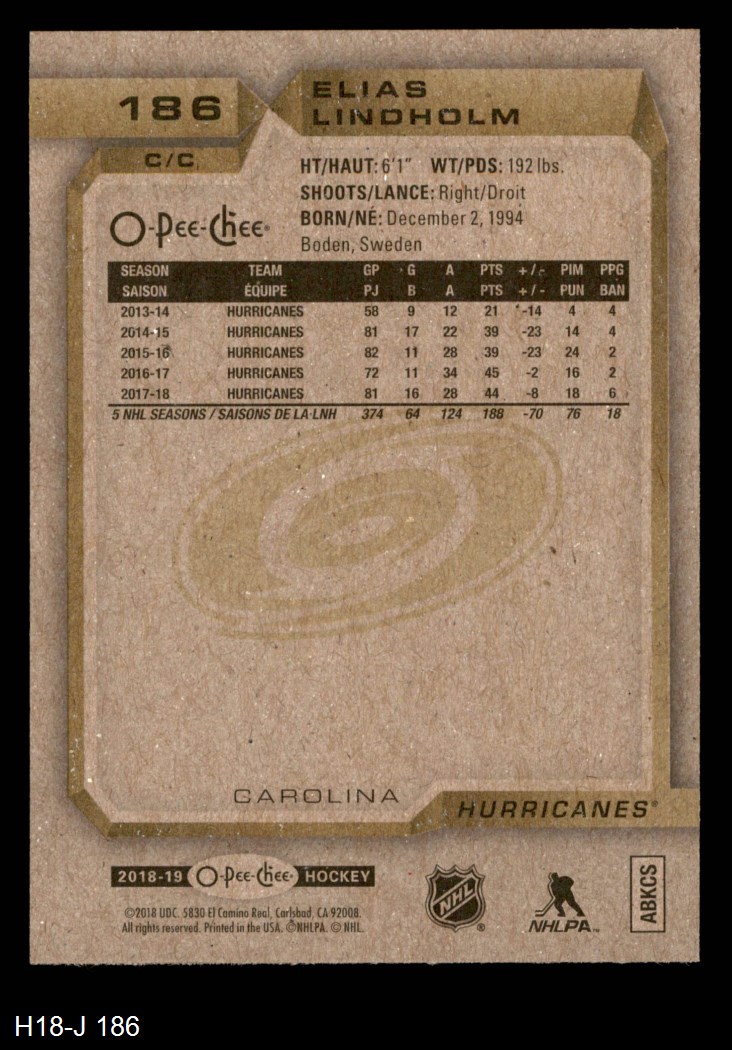 186
ELIAS
LINDHOLM
C/C
HT/HAUT: 6'1" WT/PDS: 192 lbs.
SHOOTS/LANCE: Right/Droit
BORN/NÉ: December 2, 1994
Boden, Sweden
O-Pee-Chee
SEASON TEAM GP G A PTS +/- PIM PPG
SAISON ÉQUIPE PJ B A PTS +/- PUN BAN
2013-14 HURRICANES 58 9 12 21 -14 4 4
2014-15 HURRICANES 81 17 22 39 -23 14 4
2015-16 HURRICANES 82 11 28 39 -23 24 2
2016-17 HURRICANES 72 11 34 45 -2 16 2
2017-18 HURRICANES 81 16 28 44 -8 18 6
5 NHL SEASONS / SAISONS DE LA LNH 374 64 124 188 -70 76 18
CAROLINA
HURRICANES
2018-19 O-Pee-Chee HOCKEY
©2018 UDC. 5830 El Camino Real, Carlsbad, CA 92008.
All rights reserved. Printed in the USA. ©NHLPA. © NHL.
NHL
NHLPA
ABKCS
H18-J 186